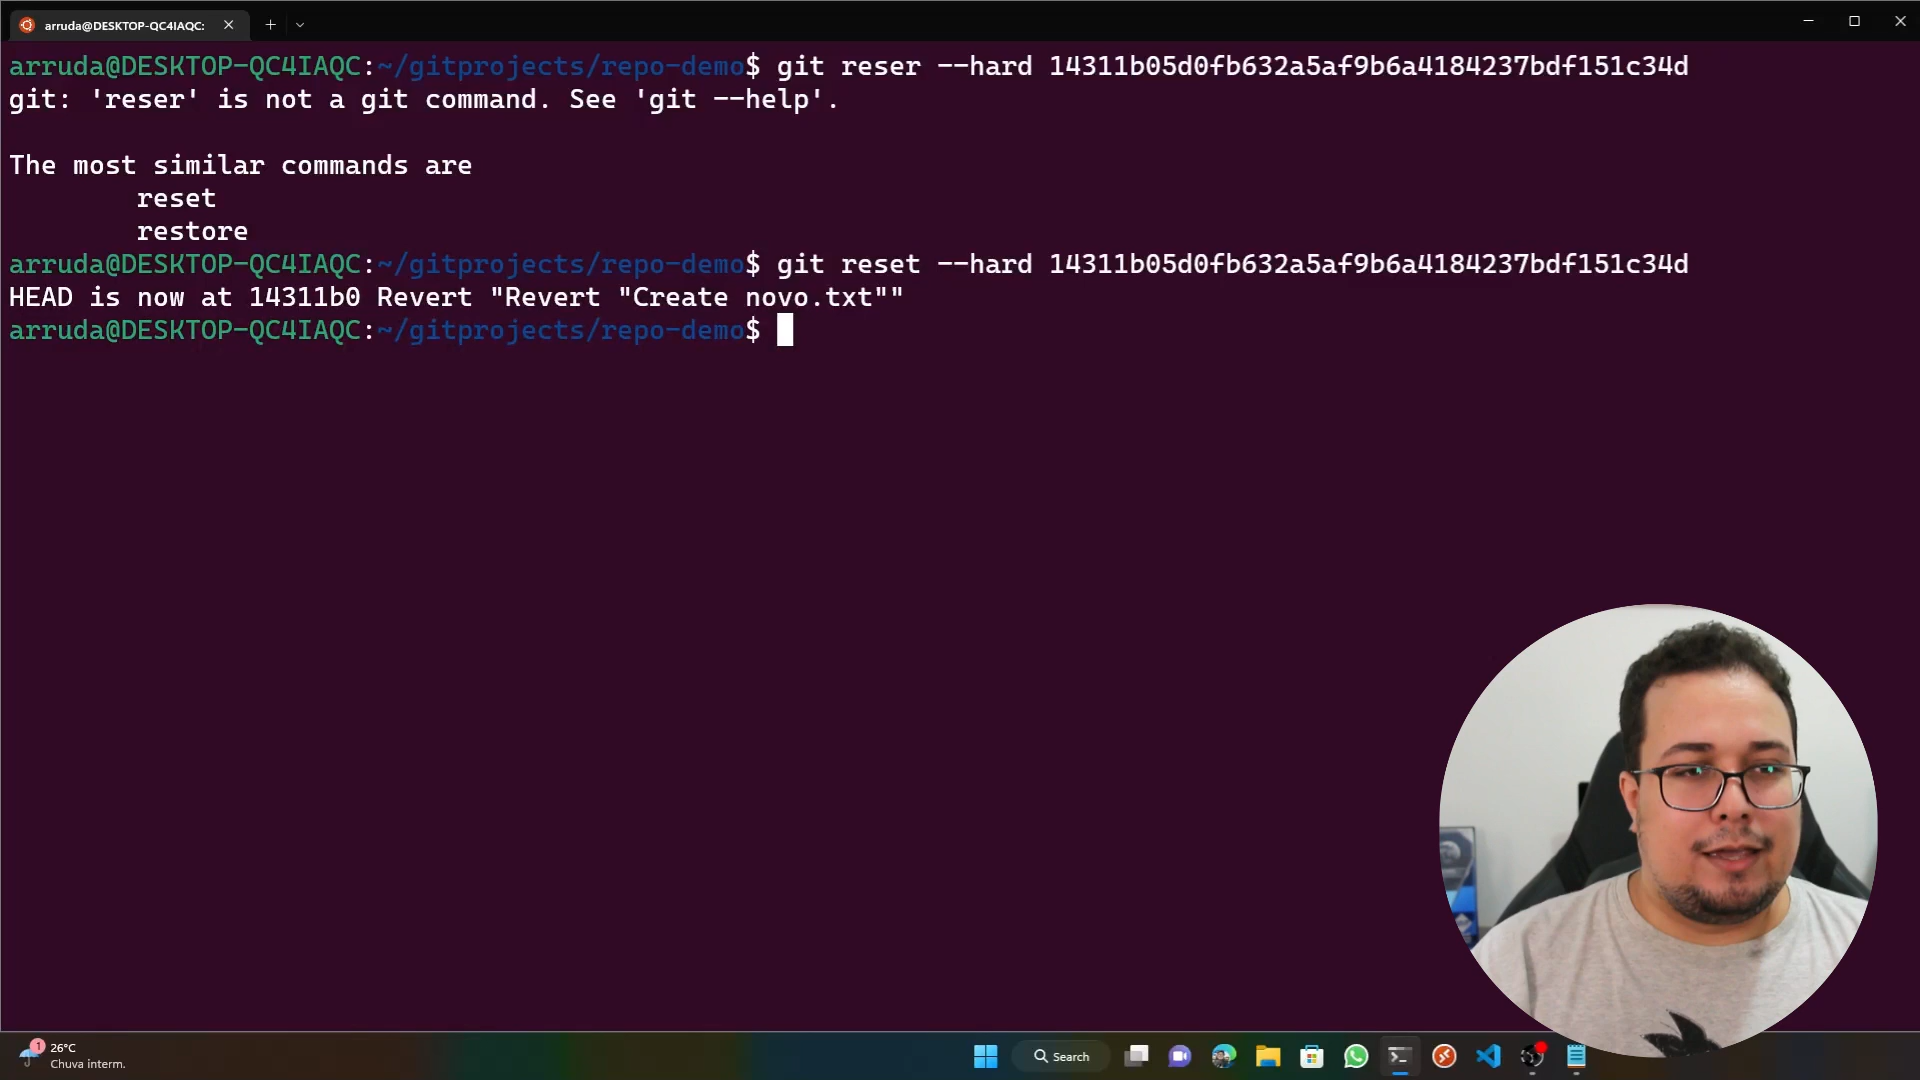 arruda@DESKTOP-QC4IAQC:
arruda@DESKTOP-QC4IAQC:~/gitprojects/repo-demo$ git reser --hard 14311b05d0fb632a5af9b6a4184237bdf151c34d
git: 'reser' is not a git command. See 'git --help'.
The most similar commands are
reset
restore
arruda@DESKTOP-QC4IAQC:~/gitprojects/repo-demo$ git reset --hard 14311b05d0fb632a5af9b6a4184237bdf151c34d
HEAD is now at 14311b0 Revert "Revert "Create novo.txt""
arruda@DESKTOP-QC4IAQC:~/gitprojects/repo-demo$
1
26°C
Chuva interm.
Search